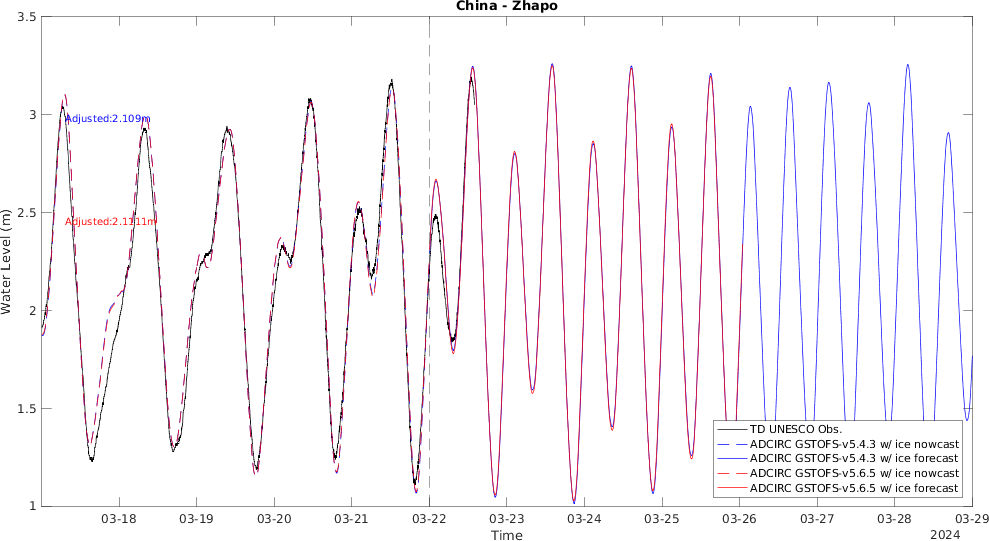 China - Zhapo
3.5
3
2.5
2
1.5
1
Water Level (m)
Adjusted:2.109m
Adjusted:2.1111m
TD UNESCO Obs.
ADCIRC GSTOFS-v5.4.3 w/ ice nowcast
ADCIRC GSTOFS-v5.4.3 w/ ice forecast
ADCIRC GSTOFS-v5.6.5 w/ ice nowcast
ADCIRC GSTOFS-v5.6.5 w/ ice forecast
03-18 03-19 03-20 03-21 03-22 03-23 03-24 03-25 03-26 03-27 03-28 03-29
Time
2024